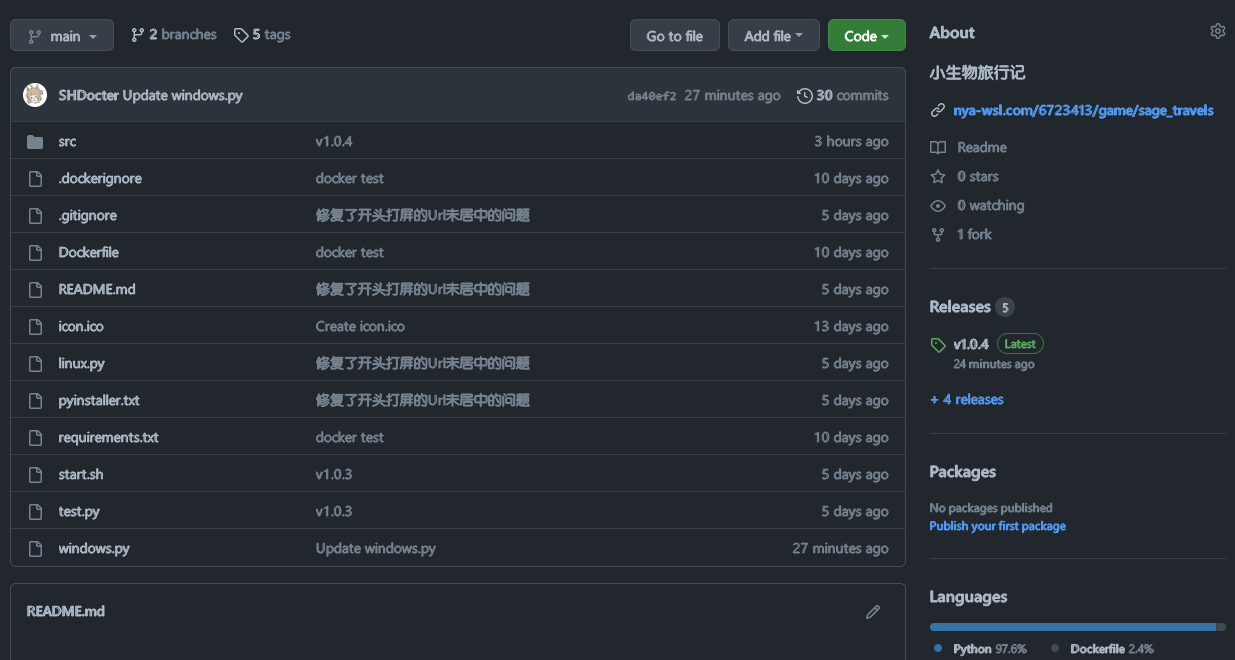 main 2 branches 5 tags Go to file Add file Code
SHDocter Update windows.py da40ef2 27 minutes ago 30 commits
src v1.0.4 3 hours ago
.dockerignore docker test 10 days ago
.gitignore 修复了开头打屏的Url未居中的问题 5 days ago
Dockerfile docker test 10 days ago
README.md 修复了开头打屏的Url未居中的问题 5 days ago
icon.ico Create icon.ico 13 days ago
linux.py 修复了开头打屏的Url未居中的问题 5 days ago
pyinstaller.txt 修复了开头打屏的Url未居中的问题 5 days ago
requirements.txt docker test 10 days ago
start.sh v1.0.3 5 days ago
test.py v1.0.3 5 days ago
windows.py Update windows.py 27 minutes ago
README.md
About
小生物旅行记
nya-wsl.com/6723413/game/sage_travels
Readme
0 stars
0 watching
1 fork
Releases 5
v1.0.4 Latest
24 minutes ago
+ 4 releases
Packages
No packages published
Publish your first package
Languages
Python 97.6% Dockerfile 2.4%